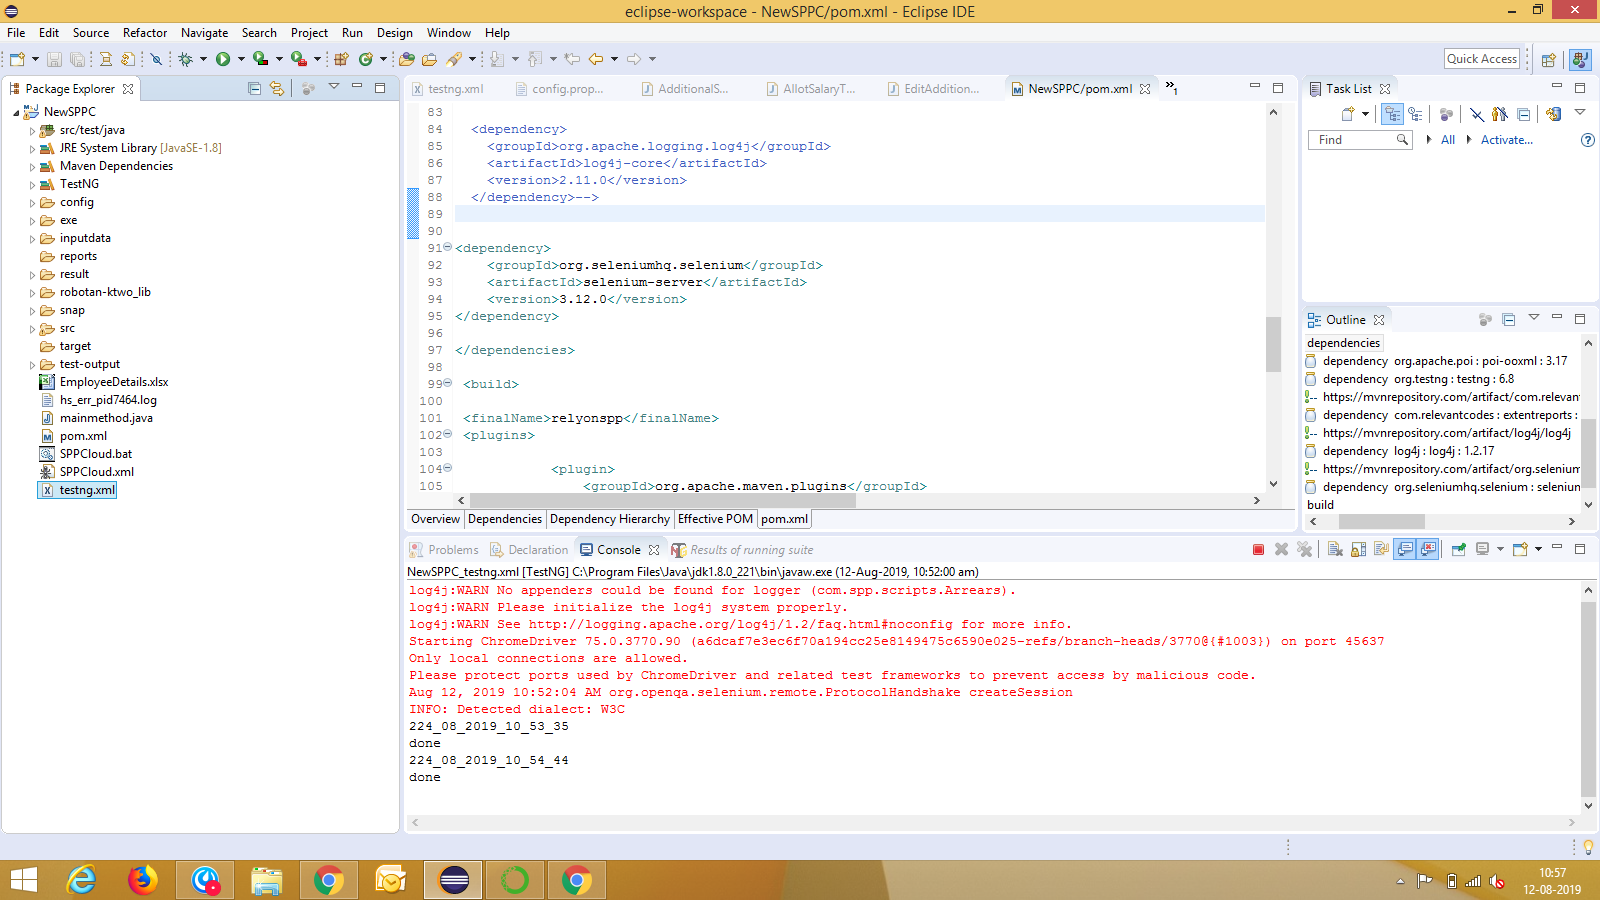 eclipse-workspace - NewSPPC/pom.xml - Eclipse IDE
File Edit Source Refactor Navigate Search Project Run Design Window Help
Quick Access
Package Explorer
NewSPPC
src/test/java
JRE System Library [JavaSE-1.8]
Maven Dependencies
TestNG
config
exe
inputdata
reports
result
robotan-ktwo_lib
snap
src
target
test-output
EmployeeDetails.xlsx
hs_err_pid7464.log
mainmethod.java
pom.xml
SPPCloud.bat
SPPCloud.xml
testng.xml
testng.xml config.prop... AdditionalS... AllotSalaryT... EditAddition... NewSPPC/pom.xml »1
83
84 <dependency>
85 <groupId>org.apache.logging.log4j</groupId>
86 <artifactId>log4j-core</artifactId>
87 <version>2.11.0</version>
88 </dependency>-->
89
90
91 <dependency>
92 <groupId>org.seleniumhq.selenium</groupId>
93 <artifactId>selenium-server</artifactId>
94 <version>3.12.0</version>
95 </dependency>
96
97 </dependencies>
98
99 <build>
100
101 <finalName>relyonspp</finalName>
102 <plugins>
103
104 <plugin>
105 <groupId>org.apache.maven.plugins</groupId>
Overview Dependencies Dependency Hierarchy Effective POM pom.xml
Task List
Find All Activate...
Outline
dependencies
dependency org.apache.poi : poi-ooxml : 3.17
dependency org.testng : testng : 6.8
https://mvnrepository.com/artifact/com.relevant
dependency com.relevantcodes : extentreports :
https://mvnrepository.com/artifact/log4j/log4j
dependency log4j : log4j : 1.2.17
https://mvnrepository.com/artifact/org.selenium
dependency org.seleniumhq.selenium : selenium
build
Problems Declaration Console Results of running suite
NewSPPC_testng.xml [TestNG] C:\Program Files\Java\jdk1.8.0_221\bin\javaw.exe (12-Aug-2019, 10:52:00 am)
log4j:WARN No appenders could be found for logger (com.spp.scripts.Arrears).
log4j:WARN Please initialize the log4j system properly.
log4j:WARN See http://logging.apache.org/log4j/1.2/faq.html#noconfig for more info.
Starting ChromeDriver 75.0.3770.90 (a6dcaf7e3ec6f70a194cc25e8149475c6590e025-refs/branch-heads/3770@{#1003}) on port 45637
Only local connections are allowed.
Please protect ports used by ChromeDriver and related test frameworks to prevent access by malicious code.
Aug 12, 2019 10:52:04 AM org.openqa.selenium.remote.ProtocolHandshake createSession
INFO: Detected dialect: W3C
224_08_2019_10_53_35
done
224_08_2019_10_54_44
done
10:57
12-08-2019